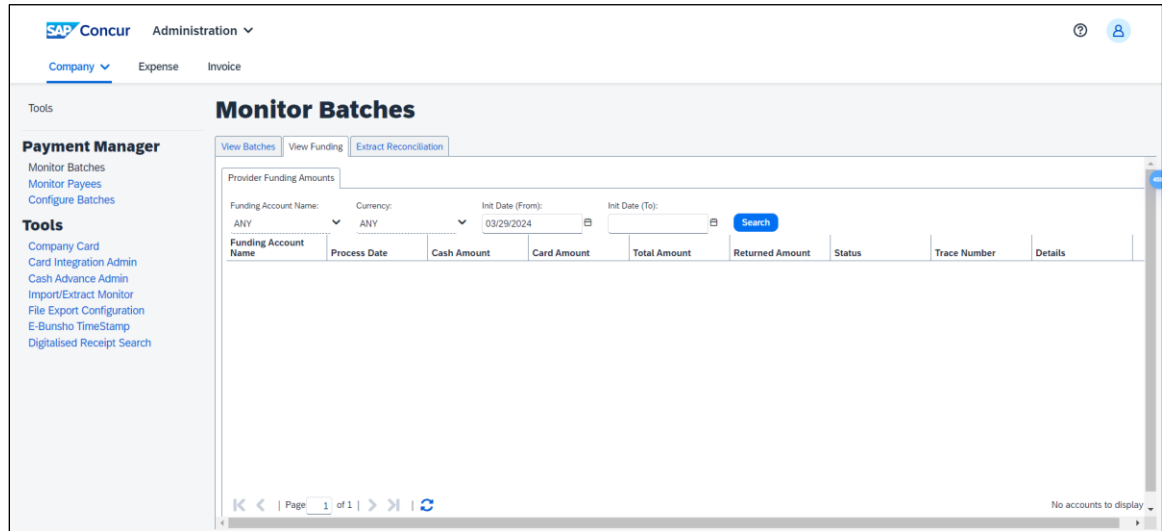 SAP Concur Administration
Company Expense Invoice
Tools
Payment Manager
Monitor Batches
Monitor Payees
Configure Batches
Tools
Company Card
Card Integration Admin
Cash Advance Admin
Import/Extract Monitor
File Export Configuration
E-Bunsho TimeStamp
Digitalised Receipt Search
Monitor Batches
View Batches View Funding Extract Reconciliation
Provider Funding Amounts
Funding Account Name: Currency: Init Date (From): Init Date (To):
ANY ANY 03/29/2024 Search
Funding Account Name Process Date Cash Amount Card Amount Total Amount Returned Amount Status Trace Number Details
Page 1 of 1 No accounts to display